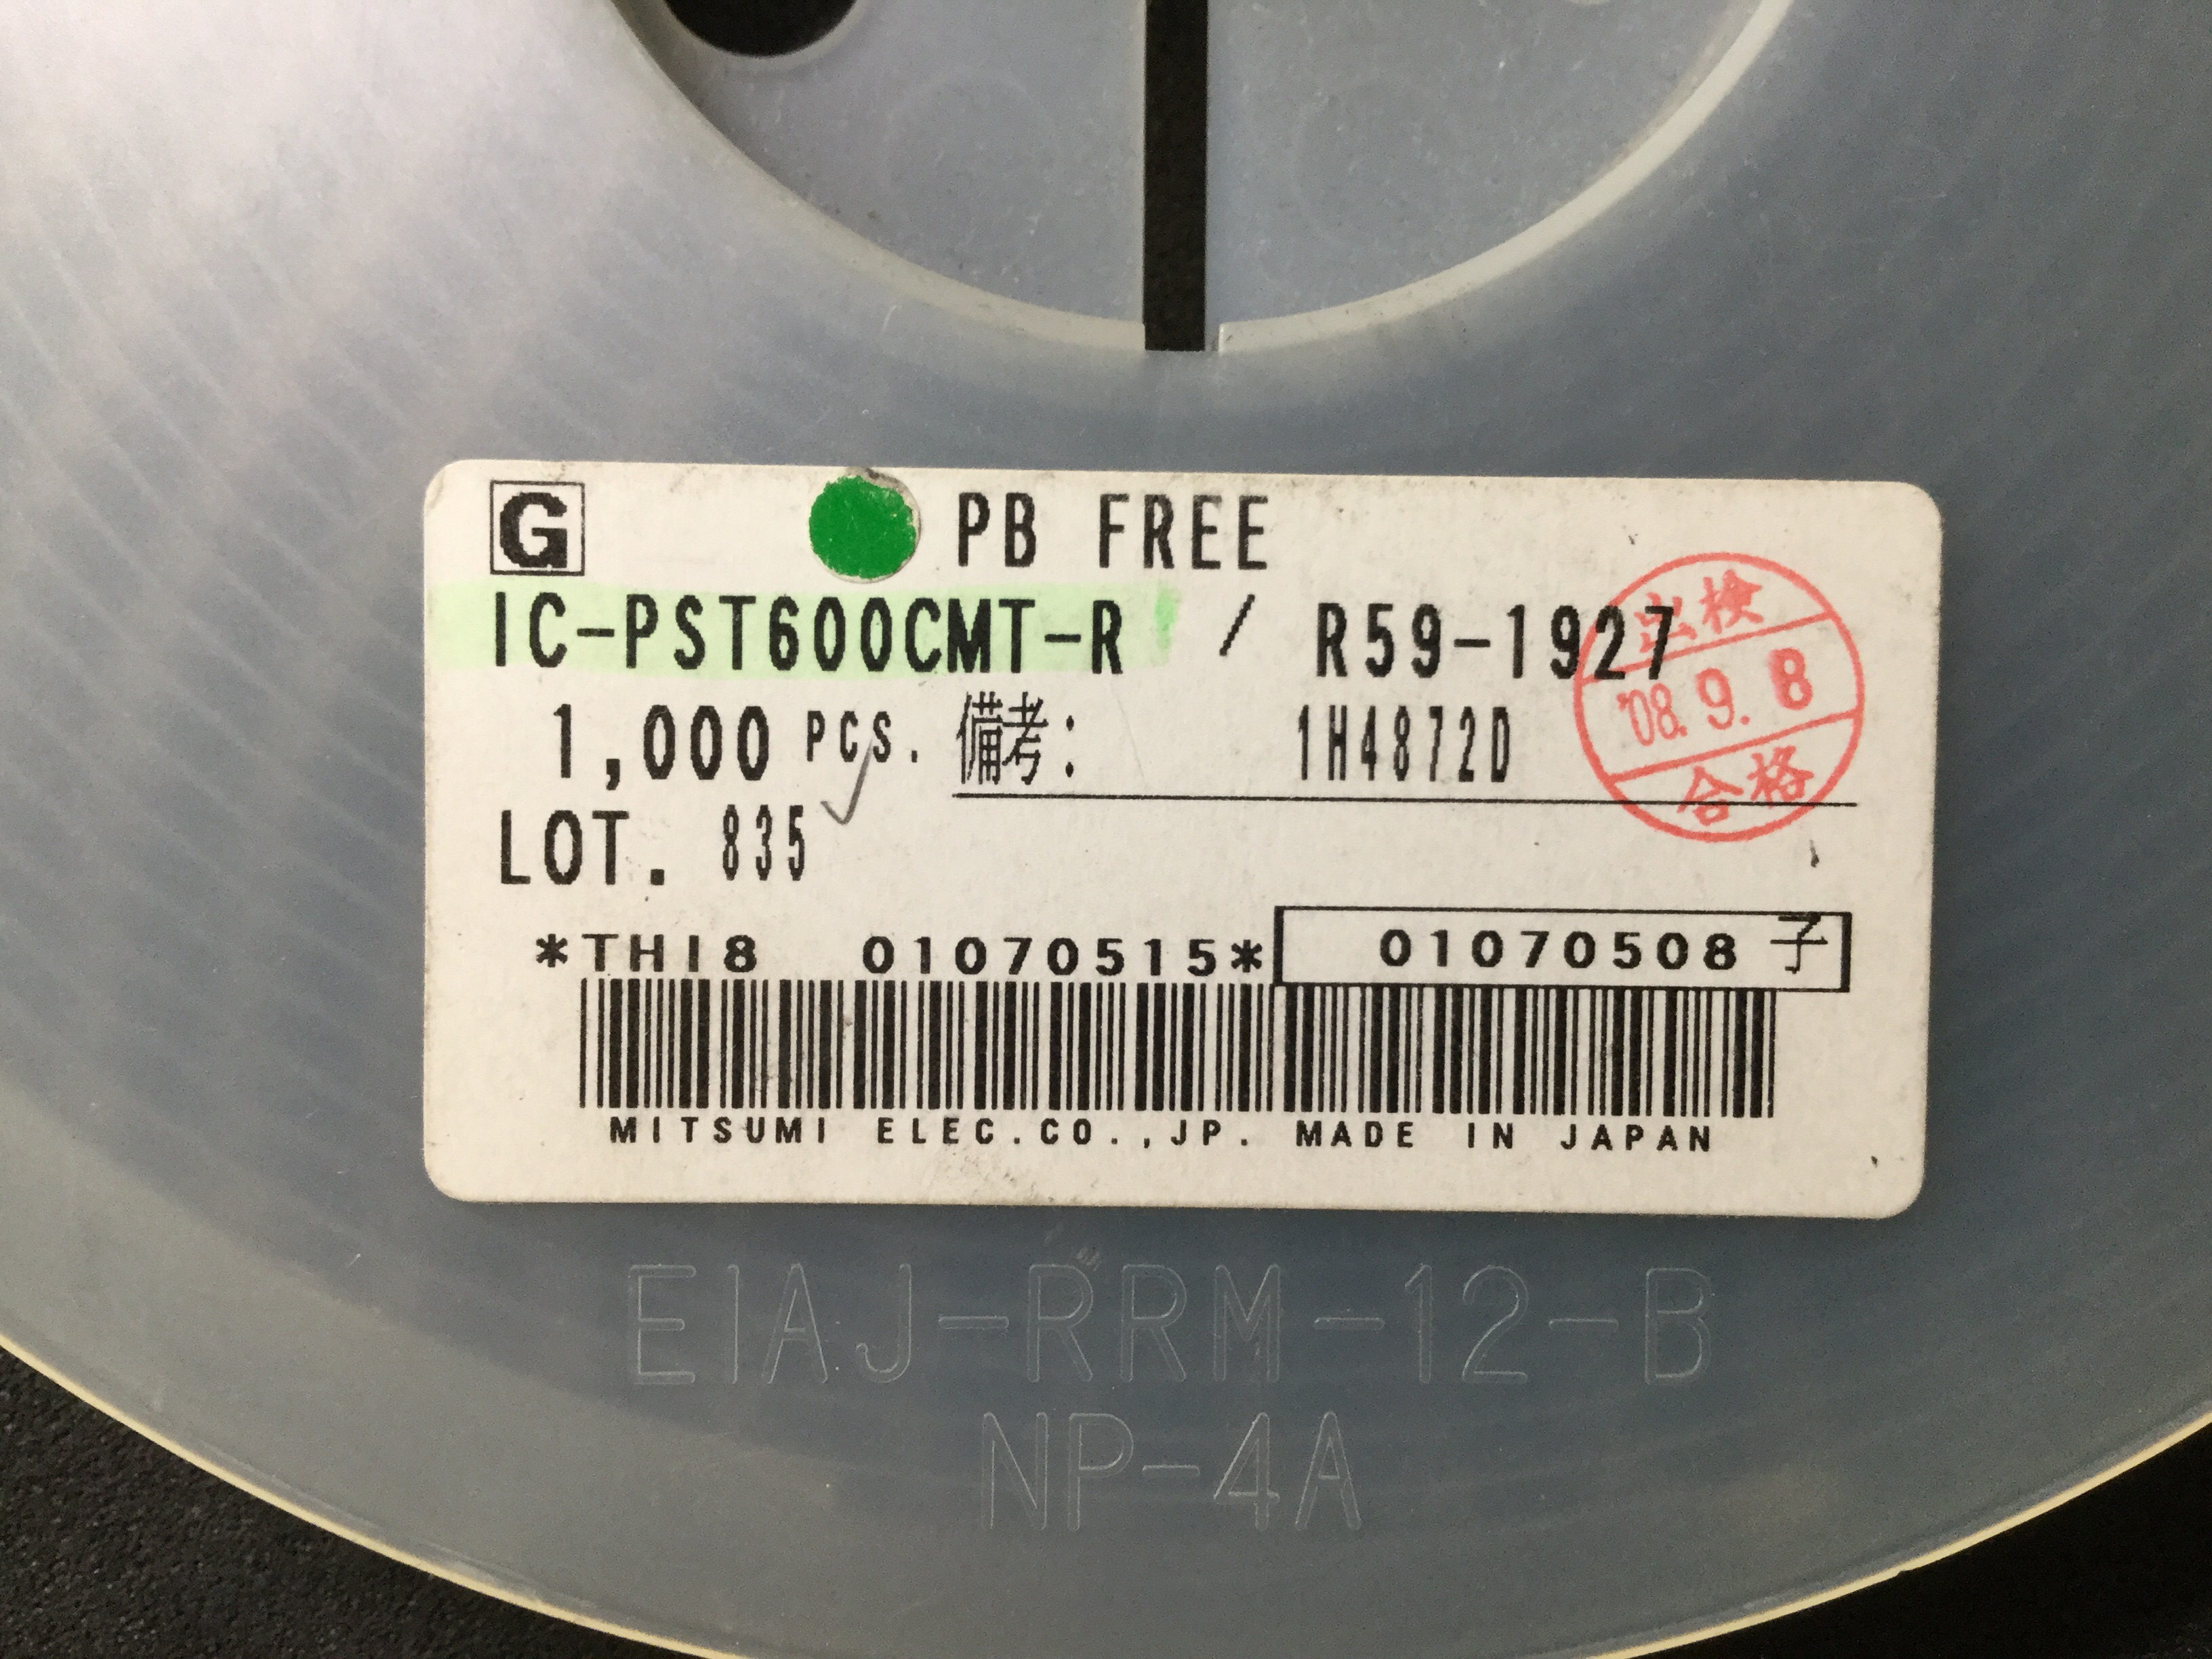 G PB FREE
IC-PST600CMT-R / R59-1927
1,000 PCS. 備考: 1H4872D
出検
'08.9.8
合格
LOT. 835
*THI8 01070515* 01070508 子
MITSUMI ELEC.CO.,JP. MADE IN JAPAN
EIAJ-RRM-12-B
NP-4A